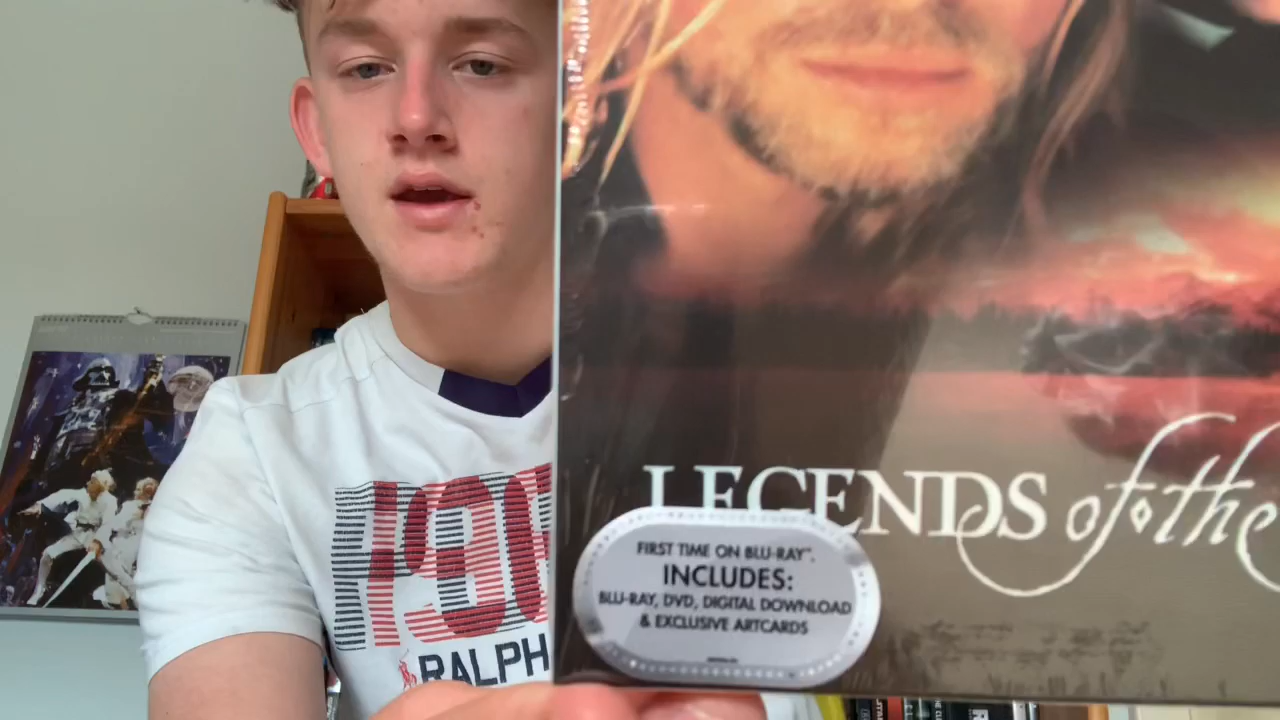 LEGENDS of the
FIRST TIME ON BLU-RAY™.
INCLUDES:
BLU-RAY, DVD, DIGITAL DOWNLOAD
& EXCLUSIVE ARTCARDS
RALPH